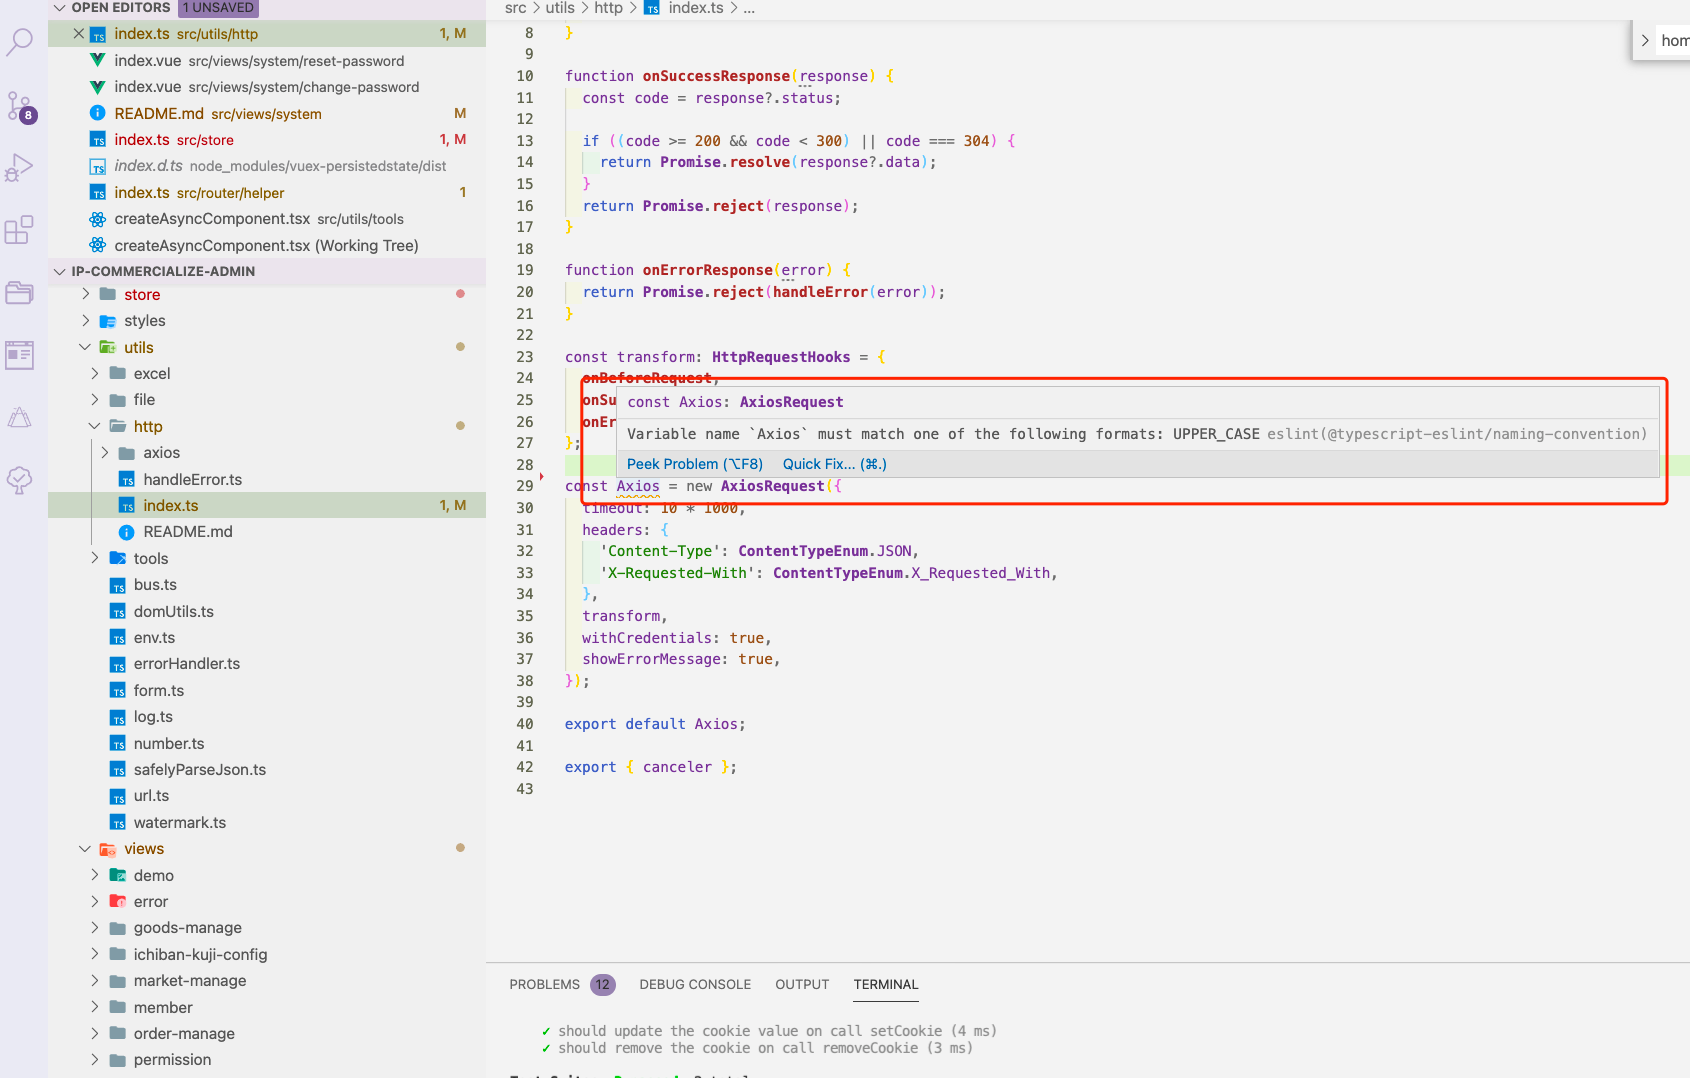 OPEN EDITORS 1 UNSAVED
index.ts src/utils/http 1, M
index.vue src/views/system/reset-password
index.vue src/views/system/change-password
README.md src/views/system M
index.ts src/store 1, M
index.d.ts node_modules/vuex-persistedstate/dist
index.ts src/router/helper 1
createAsyncComponent.tsx src/utils/tools
createAsyncComponent.tsx (Working Tree)
8
IP-COMMERCIALIZE-ADMIN
store
styles
utils
excel
file
http
axios
handleError.ts
index.ts 1, M
README.md
tools
bus.ts
domUtils.ts
env.ts
errorHandler.ts
form.ts
log.ts
number.ts
safelyParseJson.ts
url.ts
watermark.ts
views
demo
error
goods-manage
ichiban-kuji-config
market-manage
member
order-manage
permission
src > utils > http > TS index.ts > ...
hom
8 }
9
10 function onSuccessResponse(response) {
11 const code = response?.status;
12
13 if ((code >= 200 && code < 300) || code === 304) {
14 return Promise.resolve(response?.data);
15 }
16 return Promise.reject(response);
17 }
18
19 function onErrorResponse(error) {
20 return Promise.reject(handleError(error));
21 }
22
23 const transform: HttpRequestHooks = {
24 onBeforeRequest,
25 onSu
26 onEr
27 };
28
const Axios: AxiosRequest
Variable name `Axios` must match one of the following formats: UPPER_CASE eslint(@typescript-eslint/naming-convention)
Peek Problem (⌥F8) Quick Fix... (⌘.)
29 const Axios = new AxiosRequest({
30 timeout: 10 * 1000,
31 headers: {
32 'Content-Type': ContentTypeEnum.JSON,
33 'X-Requested-With': ContentTypeEnum.X_Requested_With,
34 },
35 transform,
36 withCredentials: true,
37 showErrorMessage: true,
38 });
39
40 export default Axios;
41
42 export { canceler };
43
PROBLEMS 12 DEBUG CONSOLE OUTPUT TERMINAL
✓ should update the cookie value on call setCookie (4 ms)
✓ should remove the cookie on call removeCookie (3 ms)